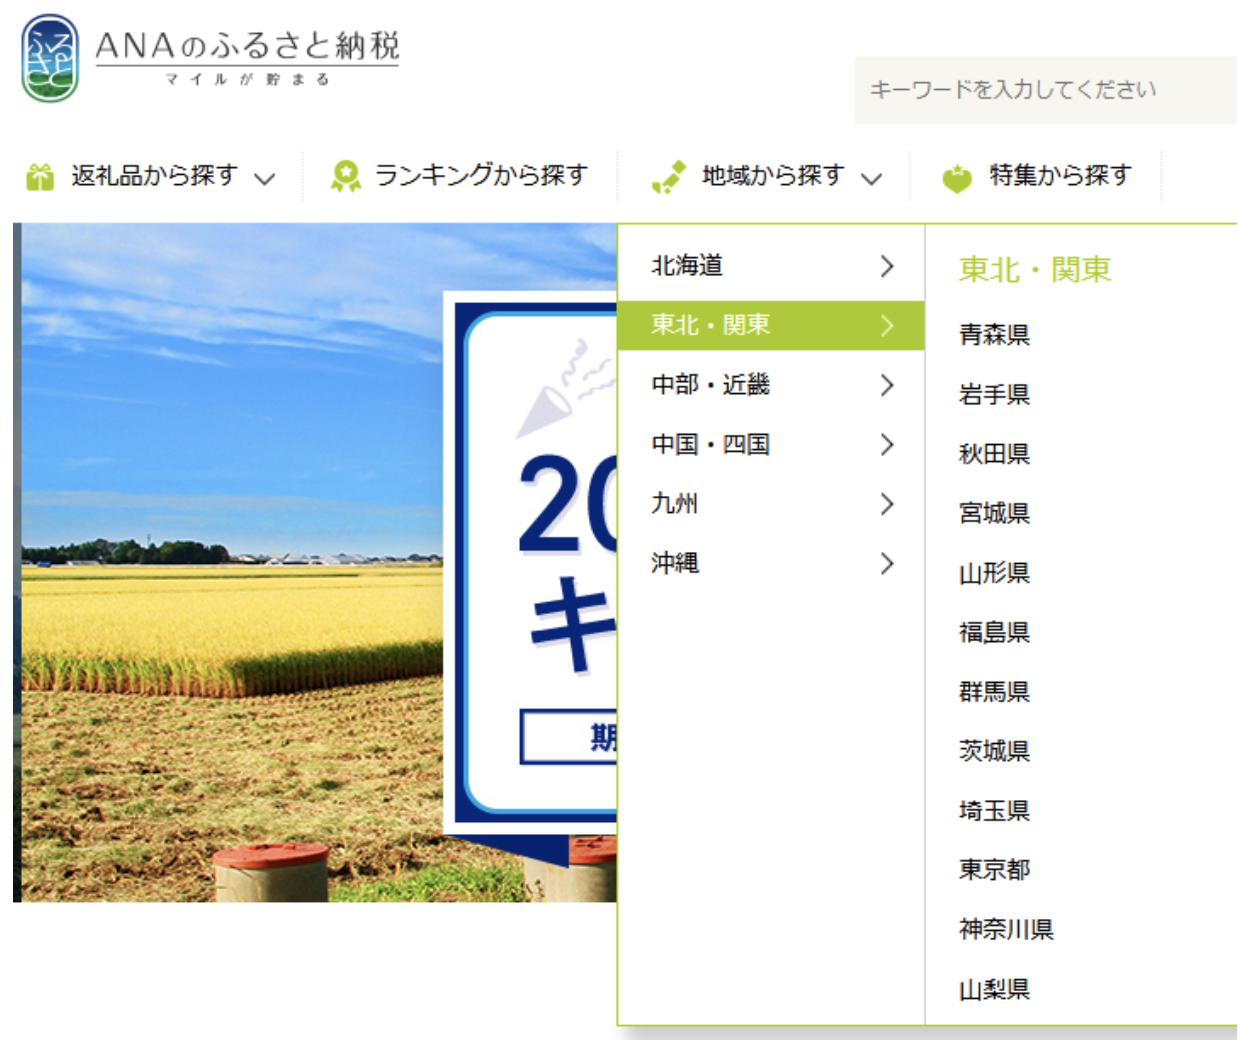 ふるさと
ANAのふるさと納税
マイルが貯まる
キーワードを入力してください
返礼品から探す
ランキングから探す
地域から探す
特集から探す
北海道
東北・関東
中部・近畿
中国・四国
九州
沖縄
東北・関東
青森県
岩手県
秋田県
宮城県
山形県
福島県
群馬県
茨城県
埼玉県
東京都
神奈川県
山梨県
20
キ
期